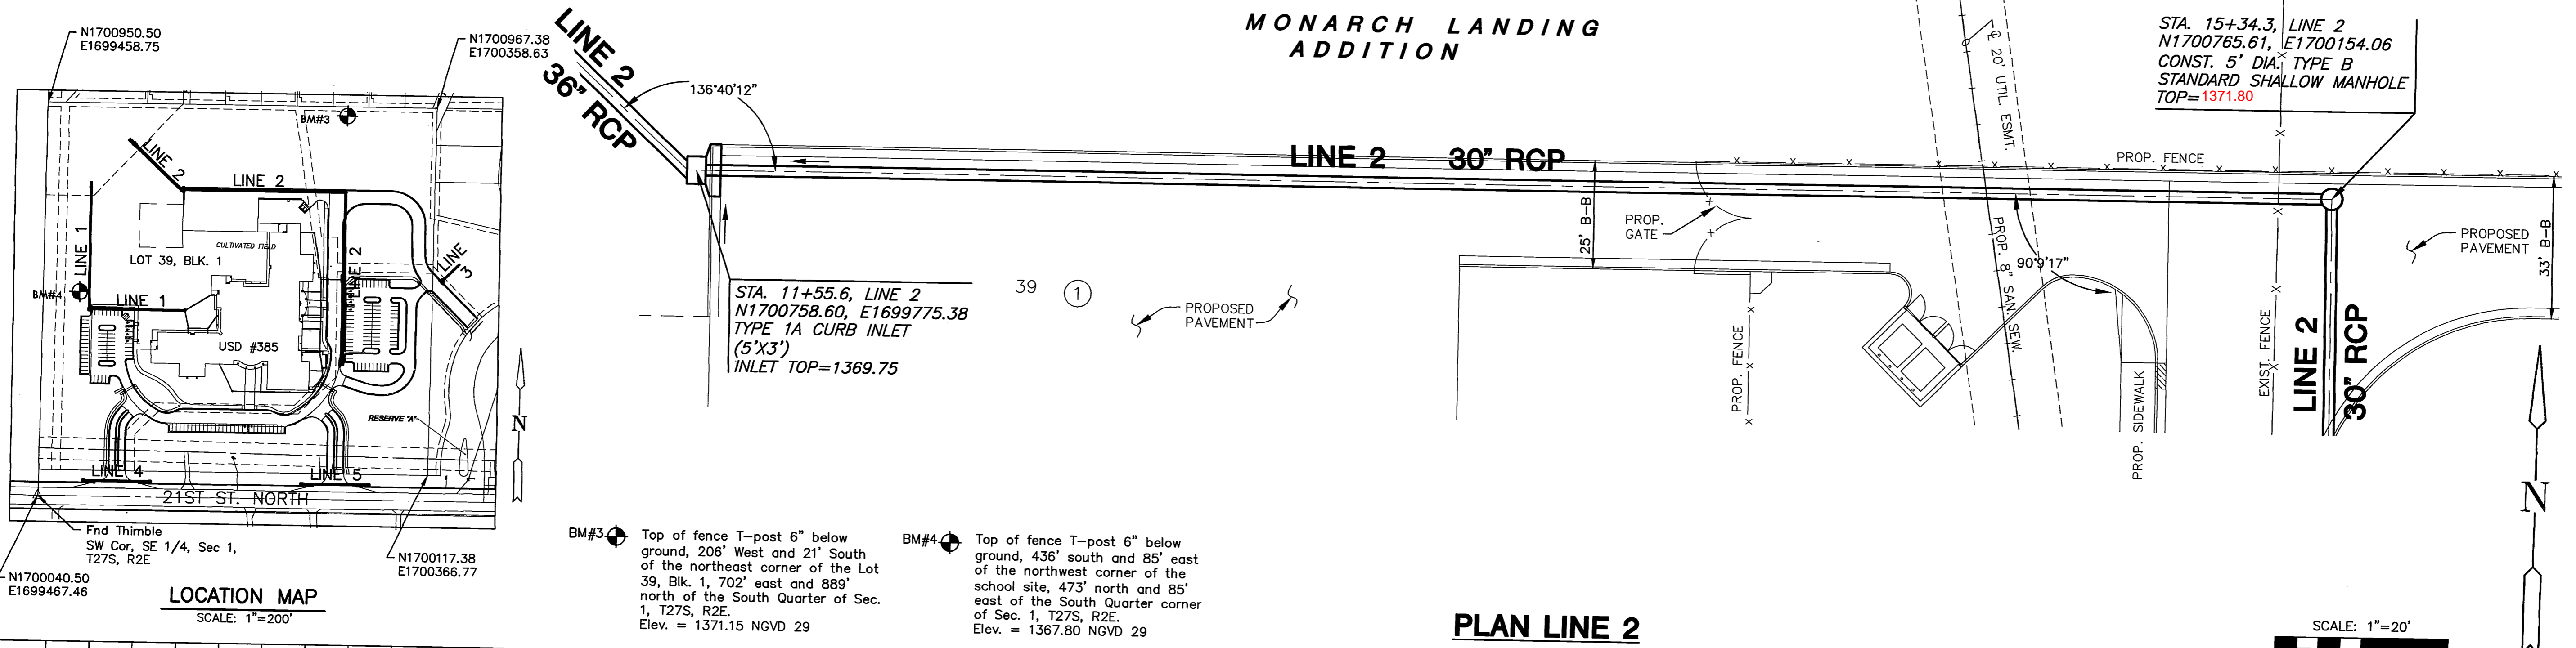 N1700950.50
E1699458.75
N1700967.38
E1700358.63
BM#3
LINE 2
LINE 2
LINE 1
CULTIVATED FIELD
LOT 39, BLK. 1
LINE 2
LINE 3
BM#4
LINE 1
USD #385
RESERVE "A"
N
LINE 4
LINE 5
21ST ST. NORTH
Fnd Thimble
SW Cor, SE 1/4, Sec 1,
T27S, R2E
N1700040.50
E1699467.46
N1700117.38
E1700366.77
LOCATION MAP
SCALE: 1"=200'
MONARCH LANDING
ADDITION
LINE 2
36" RCP
136°40'12"
LINE 2 30" RCP
STA. 11+55.6, LINE 2
N1700758.60, E1699775.38
TYPE 1A CURB INLET
(5'X3')
INLET TOP=1369.75
39
1
PROPOSED
PAVEMENT
25' B-B
PROP.
GATE
PROP. FENCE
℄ 20' UTIL. ESMT.
PROP. 8" SAN. SEW.
90°9'17"
PROP. FENCE
STA. 15+34.3, LINE 2
N1700765.61, E1700154.06
CONST. 5' DIA. TYPE B
STANDARD SHALLOW MANHOLE
TOP=1371.80
PROPOSED
PAVEMENT
33' B-B
PROP. SIDEWALK
EXIST. FENCE
LINE 2
30" RCP
N
BM#3
Top of fence T-post 6" below
ground, 206' West and 21' South
of the northeast corner of the Lot
39, Blk. 1, 702' east and 889'
north of the South Quarter of Sec.
1, T27S, R2E.
Elev. = 1371.15 NGVD 29
BM#4
Top of fence T-post 6" below
ground, 436' south and 85' east
of the northwest corner of the
school site, 473' north and 85'
east of the South Quarter corner
of Sec. 1, T27S, R2E.
Elev. = 1367.80 NGVD 29
PLAN LINE 2
SCALE: 1"=20'